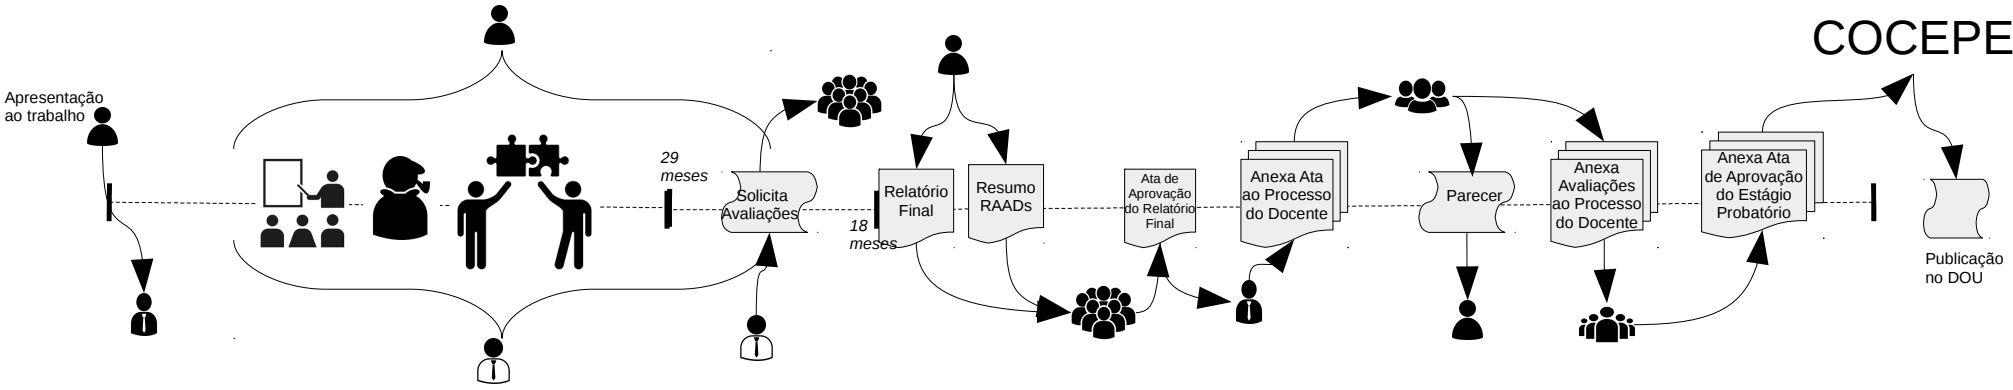 COCEPE
Apresentação
ao trabalho
29
meses
Solicita
Avaliações
18
meses
Relatório
Final
Resumo
RAADs
Ata de
Aprovação
do Relatório
Final
Anexa Ata
ao Processo
do Docente
Parecer
Anexa
Avaliações
ao Processo
do Docente
Anexa Ata
de Aprovação
do Estágio
Probatório
Publicação
no DOU